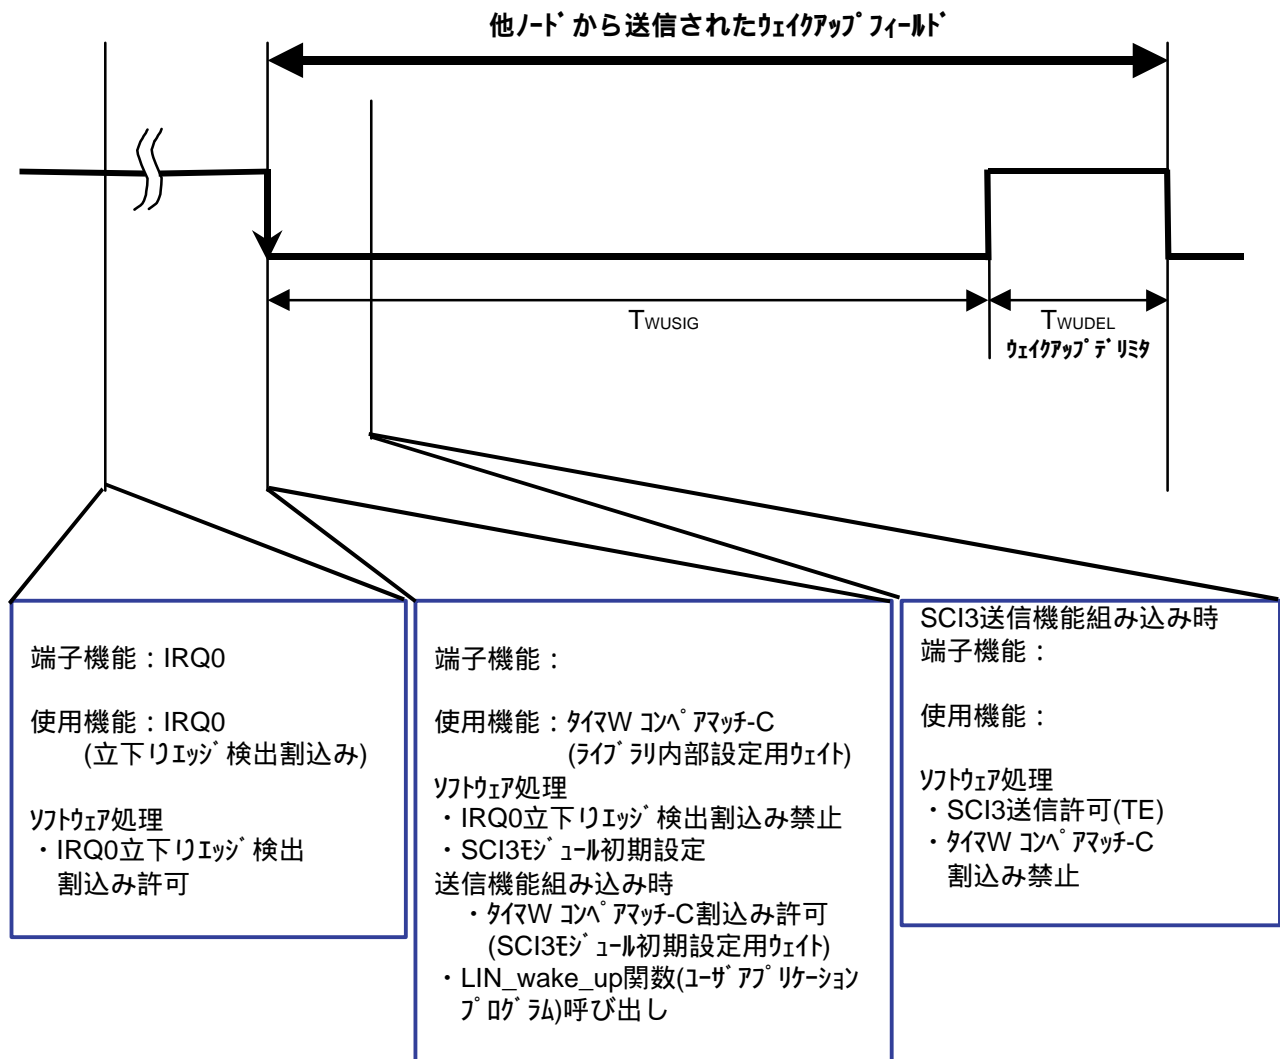 他ﾉｰﾄﾞから送信されたｳｪｲｸｱｯﾌﾟﾌｨｰﾙﾄﾞ
TWUSIG
TWUDEL
ｳｪｲｸｱｯﾌﾟﾃﾞﾘﾐﾀ
端子機能：IRQ0
使用機能：IRQ0
(立下りｴｯｼﾞ検出割込み)
ｿﾌﾄｳｪｱ処理
・IRQ0立下りｴｯｼﾞ検出
割込み許可
端子機能：
使用機能：ﾀｲﾏW ｺﾝﾍﾟｱﾏｯﾁ-C
(ﾗｲﾌﾞﾗﾘ内部設定用ｳｪｲﾄ)
ｿﾌﾄｳｪｱ処理
・IRQ0立下りｴｯｼﾞ検出割込み禁止
・SCI3ﾓｼﾞｭｰﾙ初期設定
送信機能組み込み時
・ﾀｲﾏW ｺﾝﾍﾟｱﾏｯﾁ-C割込み許可
(SCI3ﾓｼﾞｭｰﾙ初期設定用ｳｪｲﾄ)
・LIN_wake_up関数(ﾕｰｻﾞｱﾌﾟﾘｹｰｼｮﾝ
ﾌﾟﾛｸﾞﾗﾑ)呼び出し
SCI3送信機能組み込み時
端子機能：
使用機能：
ｿﾌﾄｳｪｱ処理
・SCI3送信許可(TE)
・ﾀｲﾏW ｺﾝﾍﾟｱﾏｯﾁ-C
割込み禁止